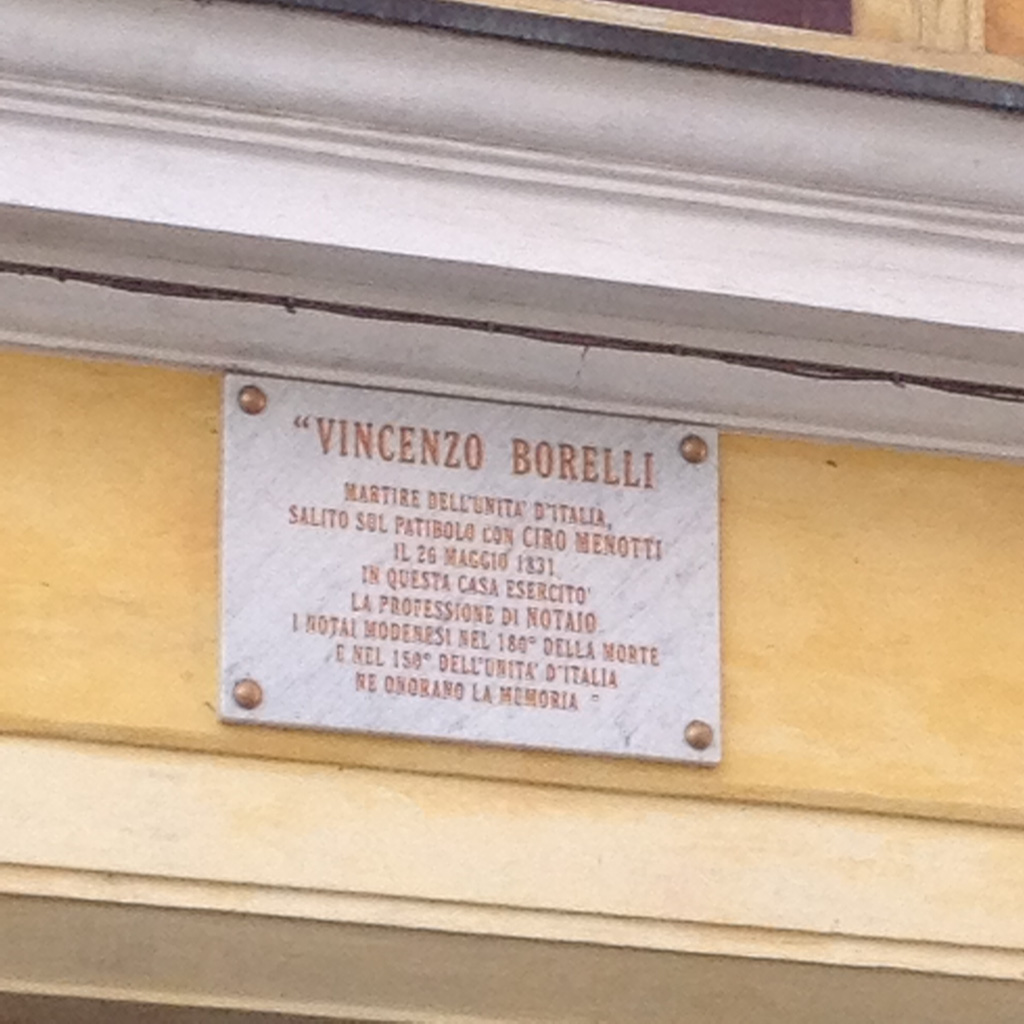 “VINCENZO BORELLI
MARTIRE DELL'UNITA' D'ITALIA,
SALITO SUL PATIBOLO CON CIRO MENOTTI
IL 26 MAGGIO 1831.
IN QUESTA CASA ESERCITO'
LA PROFESSIONE DI NOTAIO.
I NOTAI MODENESI NEL 180° DELLA MORTE
E NEL 150° DELL'UNITA' D'ITALIA
NE ONORANO LA MEMORIA ”